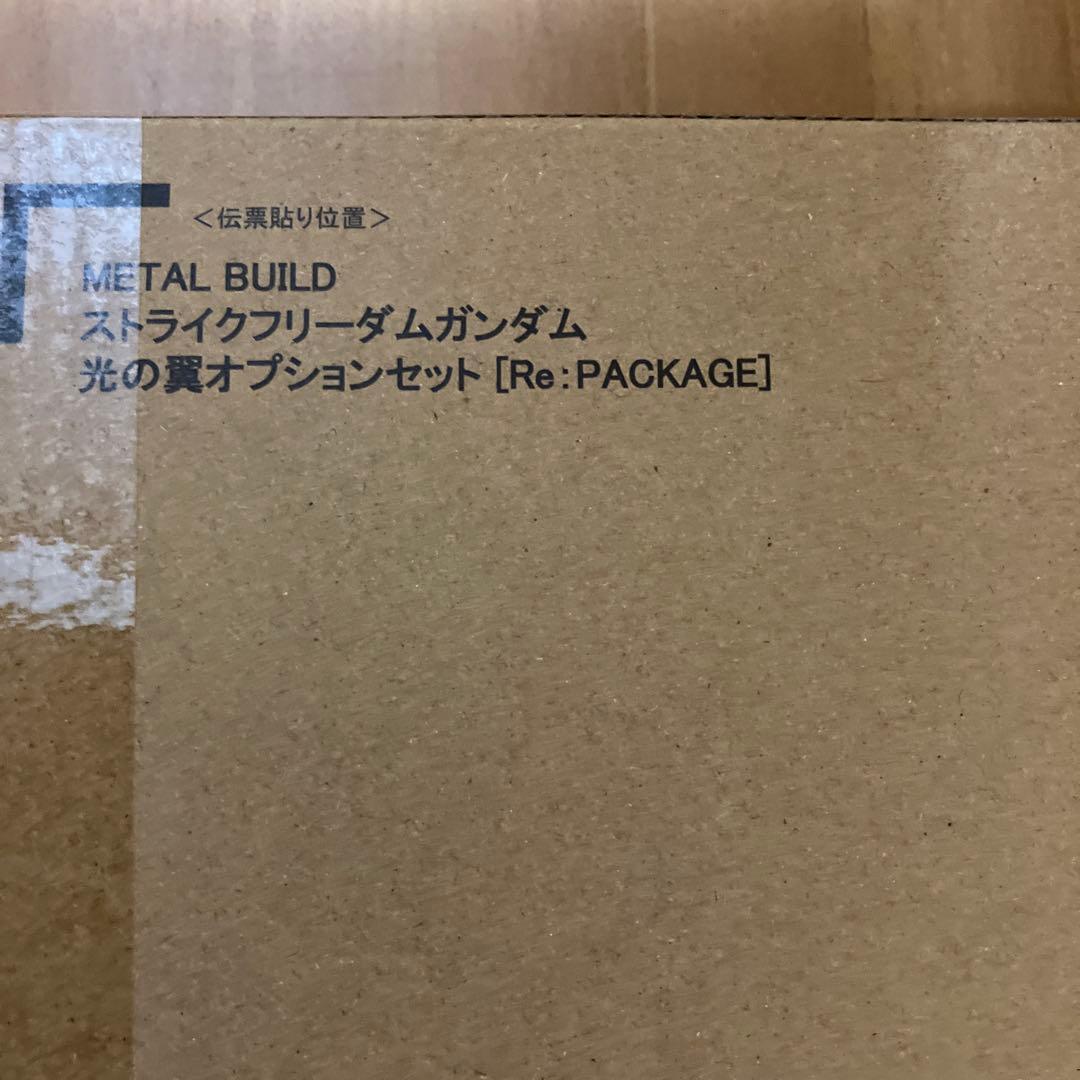 ＜伝票貼り位置＞
METAL BUILD
ストライクフリーダムガンダム
光の翼オプションセット［Re：PACKAGE］